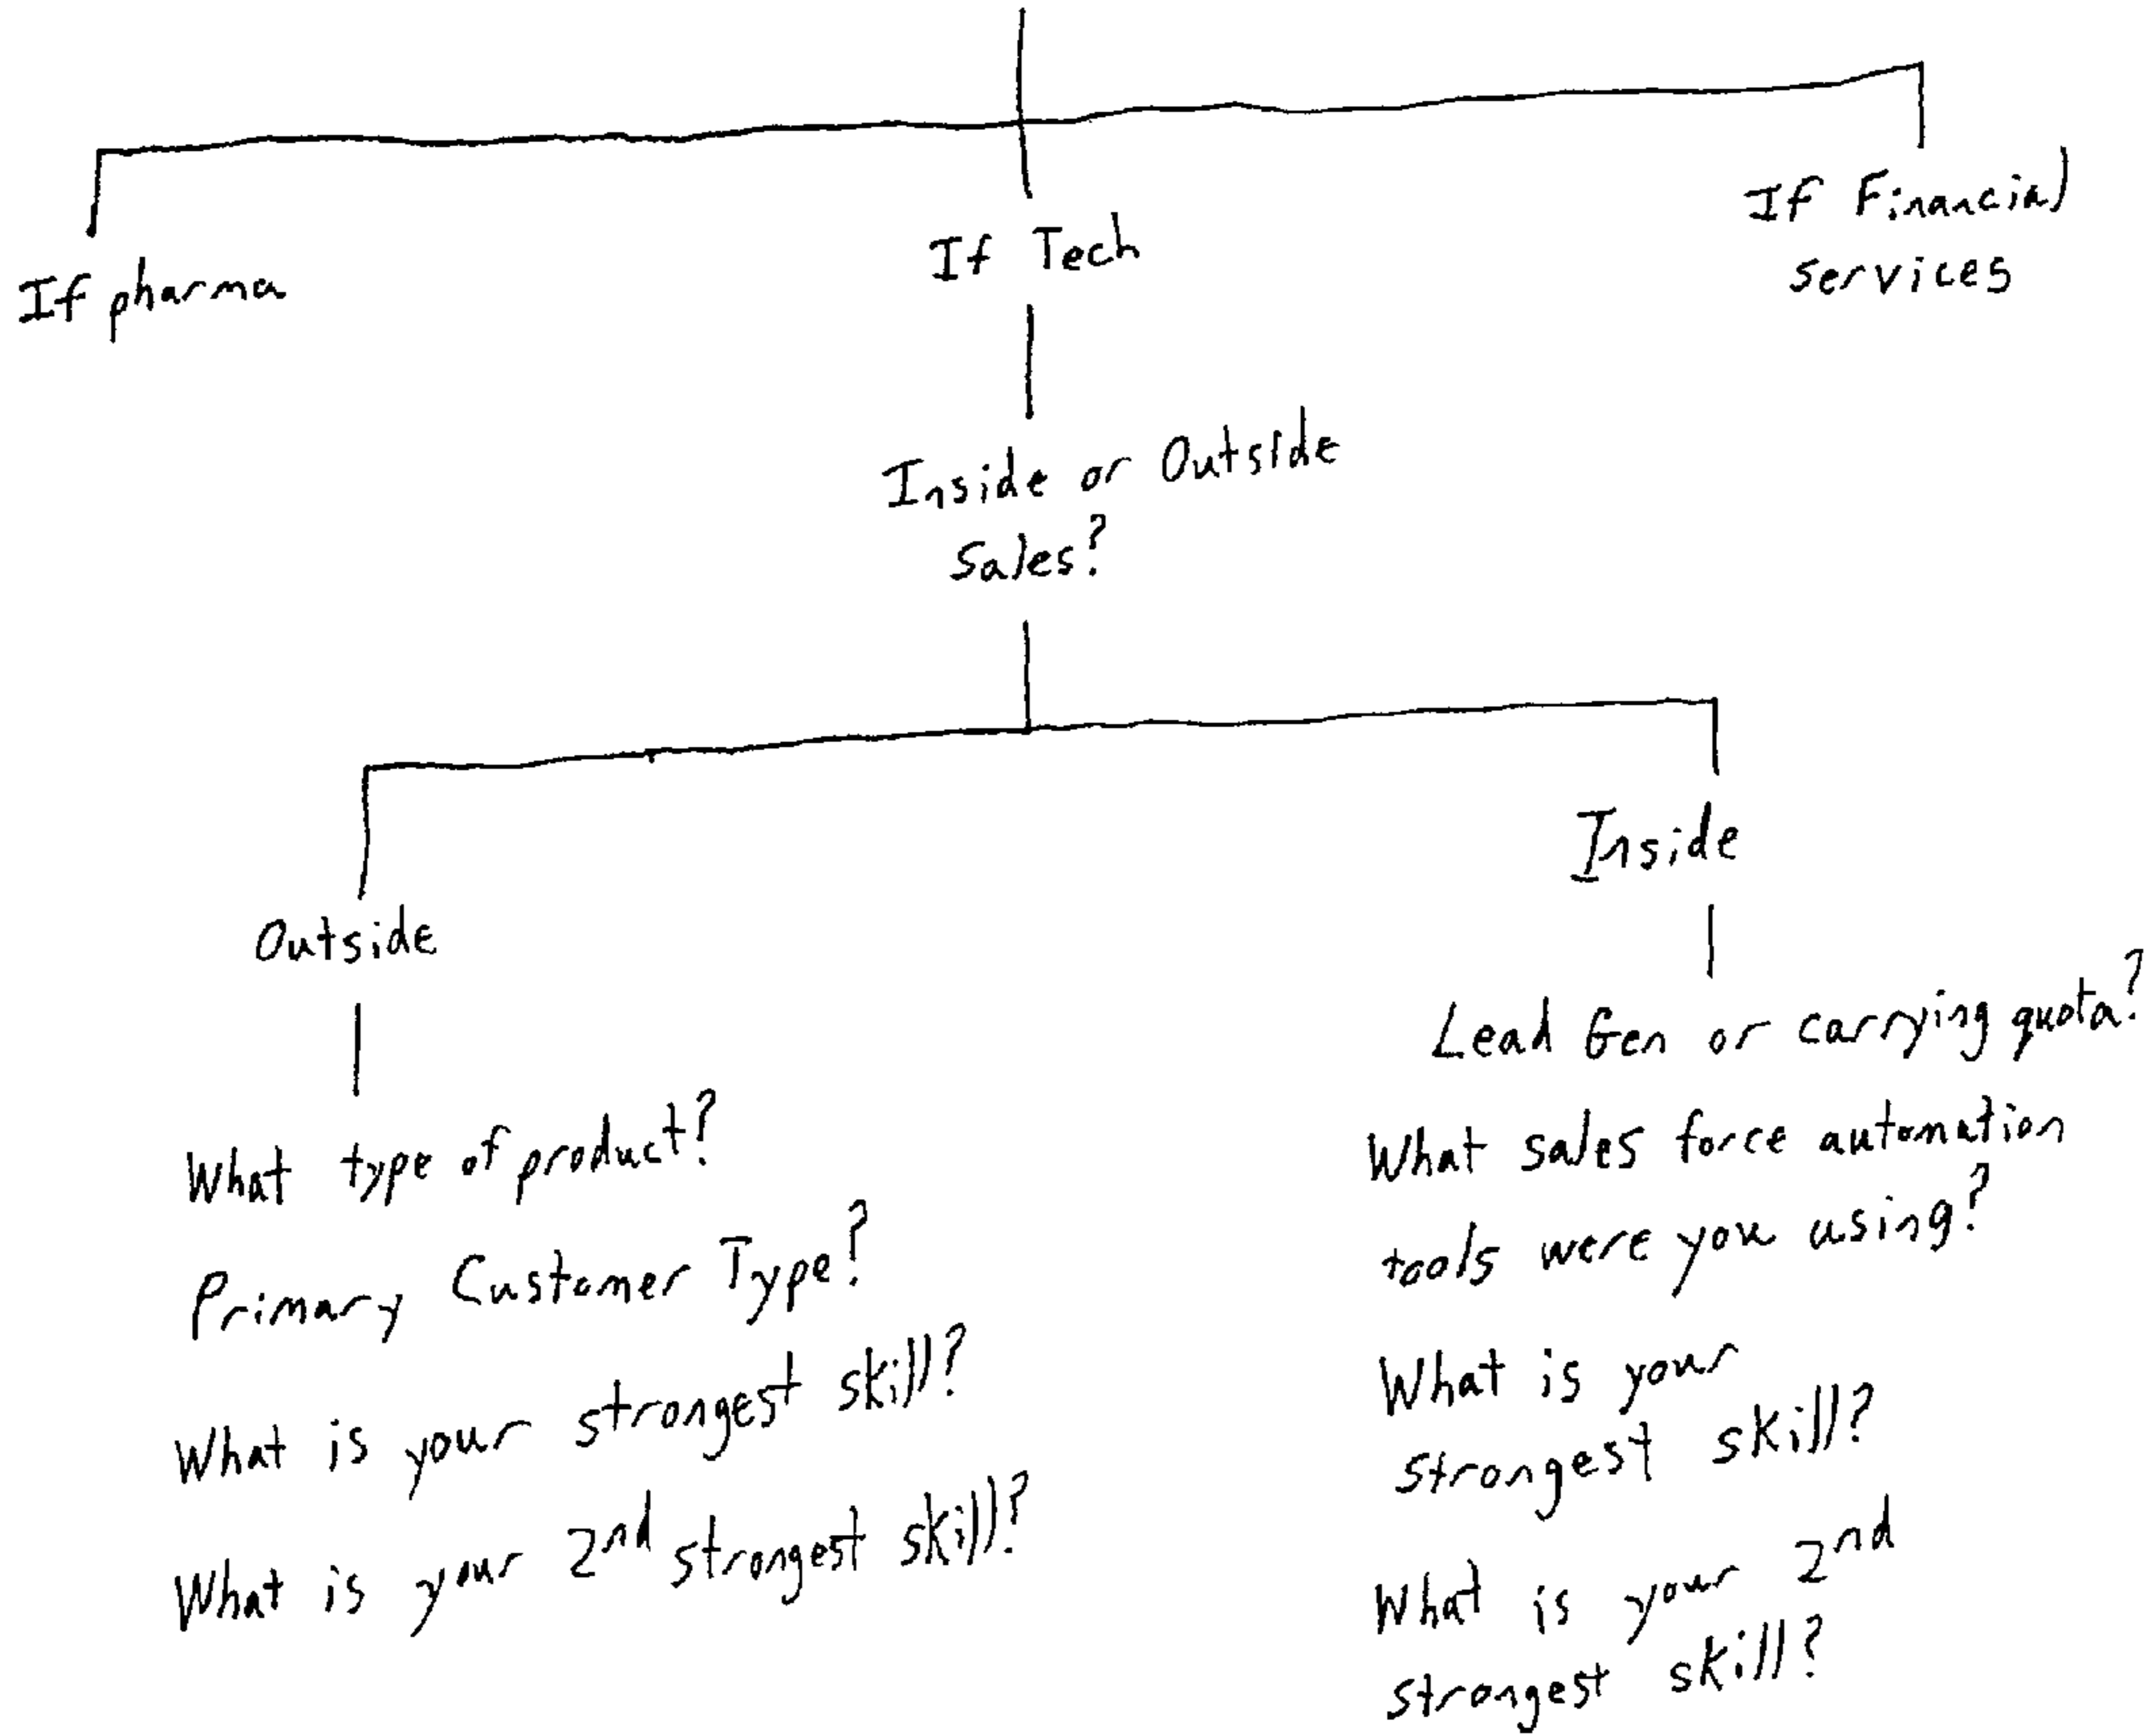 If pharma
If Tech
If Financial
services
Inside or Outside
Sales?
Outside
What type of product?
Primary Customer Type?
What is your strongest skill?
What is your 2nd strongest skill?
Inside
Lead Gen or carrying quota?
What sales force automation
tools were you using?
What is your
strongest skill?
What is your 2nd
strongest skill?